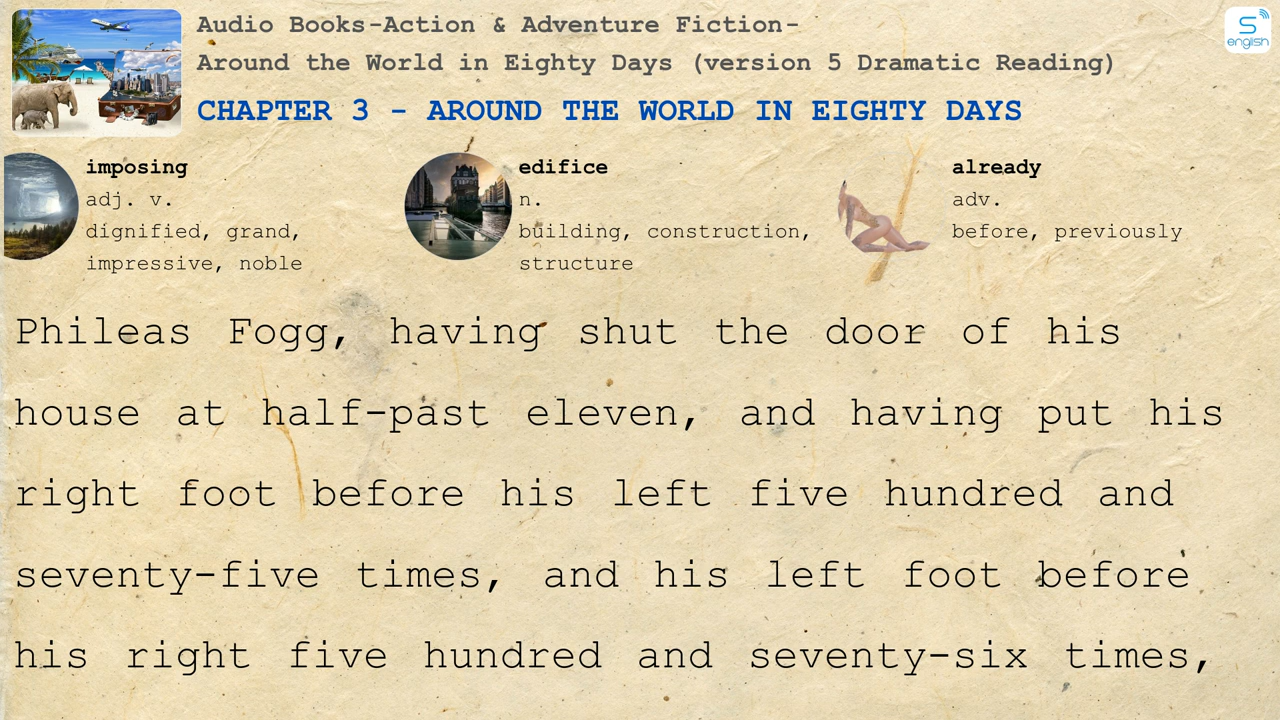 Audio Books-Action & Adventure Fiction-
Around the World in Eighty Days (version 5 Dramatic Reading)
CHAPTER 3 - AROUND THE WORLD IN EIGHTY DAYS
S
english
imposing
adj. v.
dignified, grand,
impressive, noble
edifice
n.
building, construction,
structure
already
adv.
before, previously
Phileas Fogg, having shut the door of his
house at half-past eleven, and having put his
right foot before his left five hundred and
seventy-five times, and his left foot before
his right five hundred and seventy-six times,